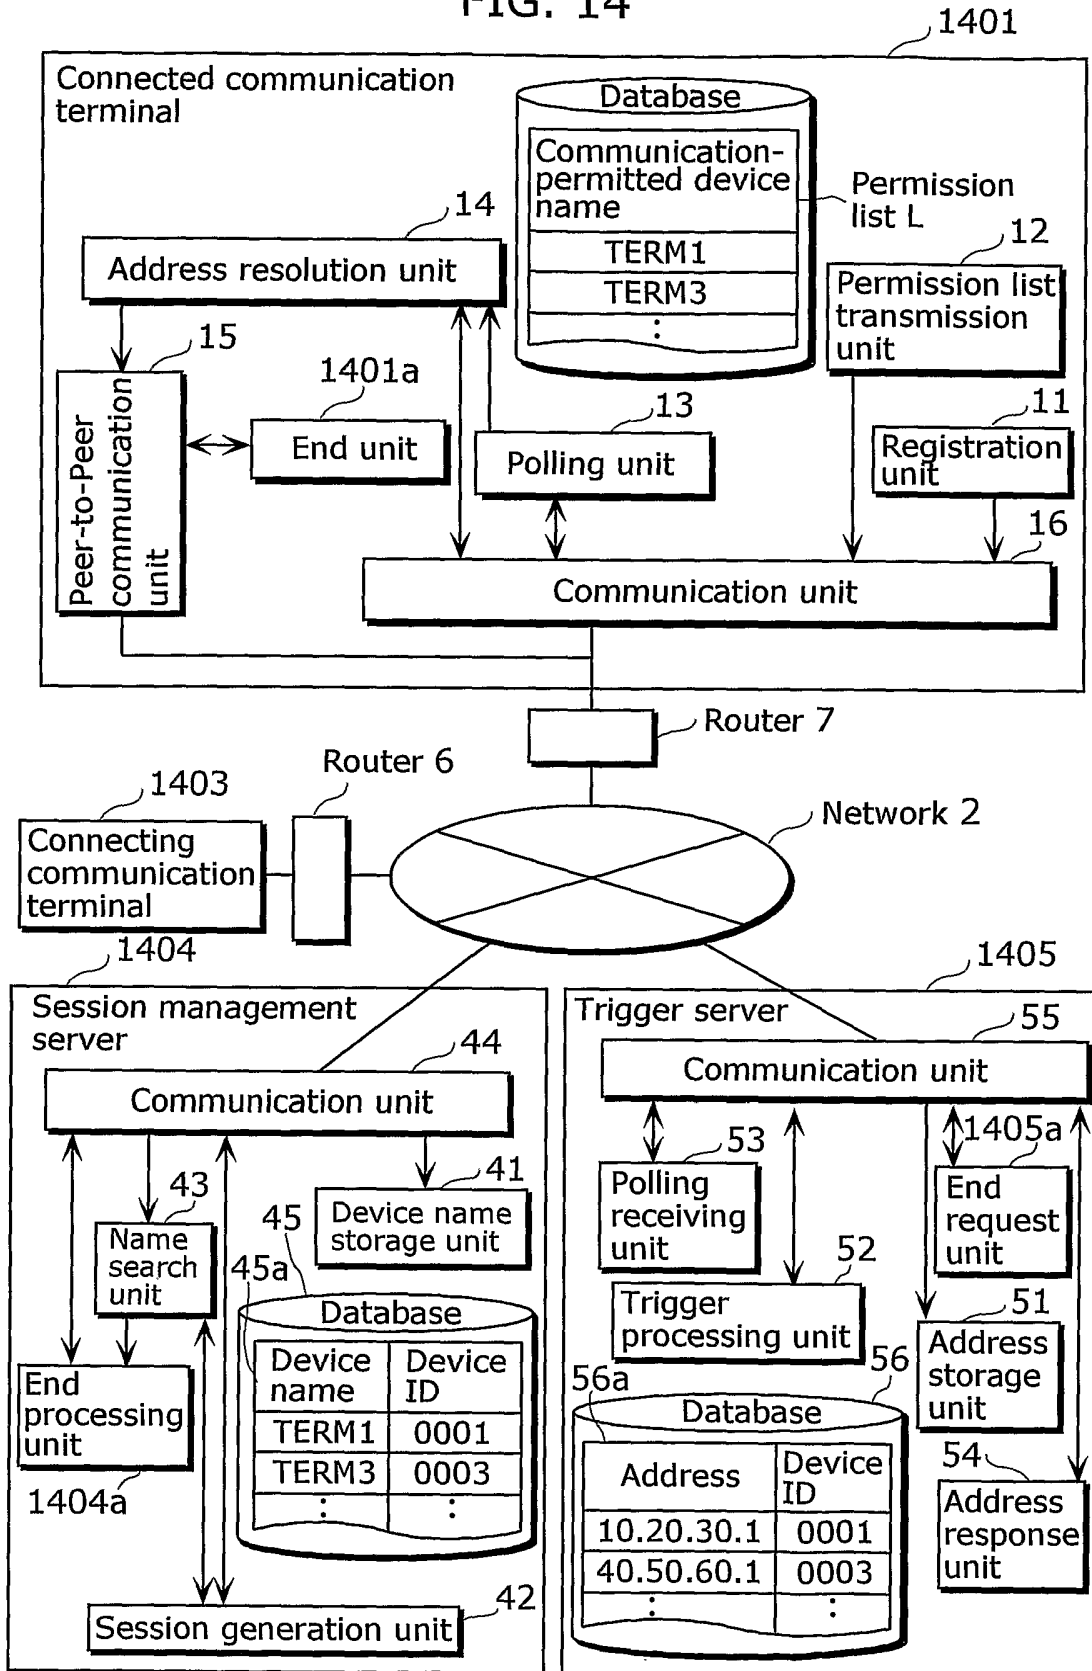 FIG. 14
1401
Connected communication
terminal
Database
Communication-
permitted device
name
TERM1
TERM3
:
Permission
list L
14
Address resolution unit
12
Permission list
transmission
unit
15
Peer-to-Peer
communication
unit
1401a
End unit
13
Polling unit
11
Registration
unit
16
Communication unit
Router 7
Router 6
1403
Connecting
communication
terminal
Network 2
1404
Session management
server
44
Communication unit
43
Name
search
unit
41
Device name
storage unit
45
45a
Database
Device
name
Device
ID
TERM1
0001
TERM3
0003
:
:
End
processing
unit
1404a
42
Session generation unit
1405
Trigger server
55
Communication unit
53
Polling
receiving
unit
1405a
End
request
unit
52
Trigger
processing unit
51
Address
storage
unit
56
56a
Database
Address
Device
ID
10.20.30.1
0001
40.50.60.1
0003
:
:
54
Address
response
unit